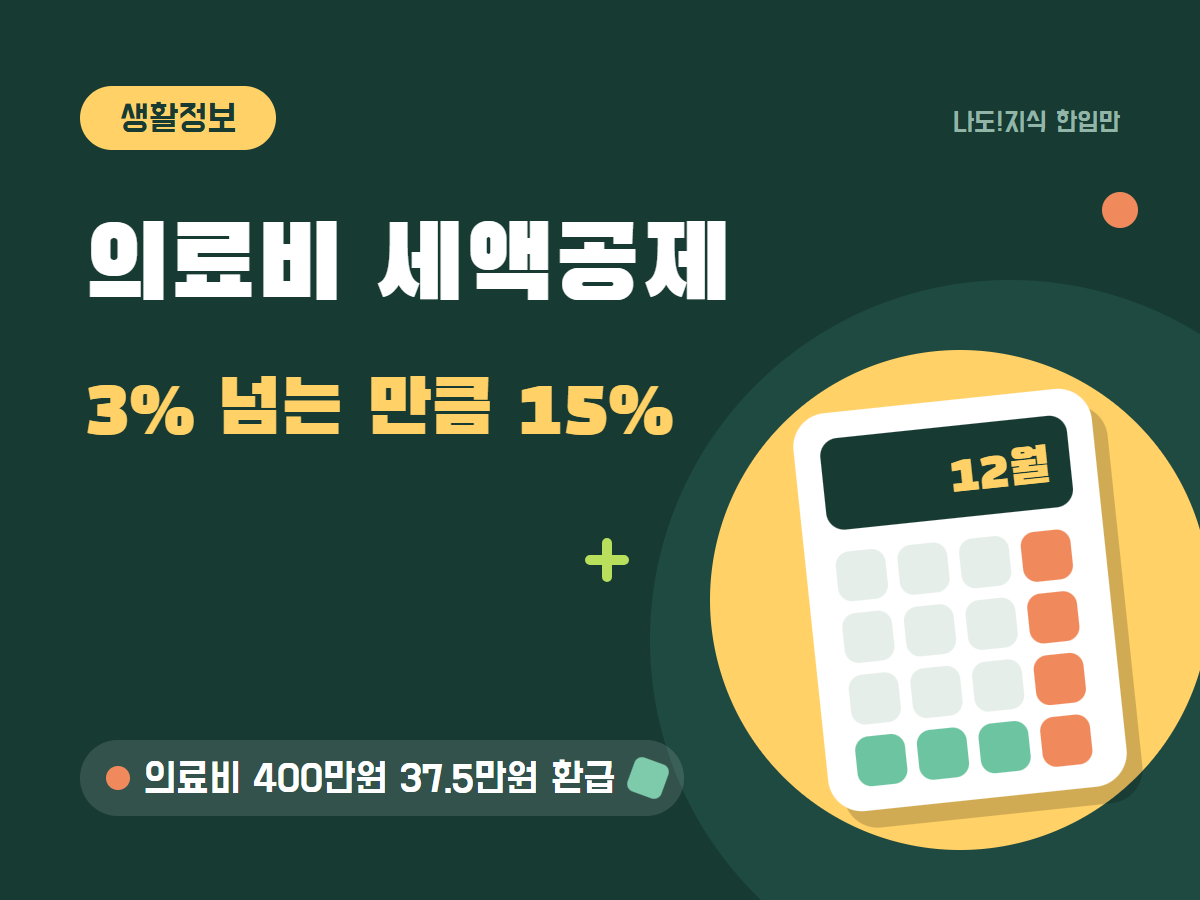 생활정보
나도!지식 한입만
의료비 세액공제
3% 넘는 만큼 15%
12월
의료비 400만원 37.5만원 환급